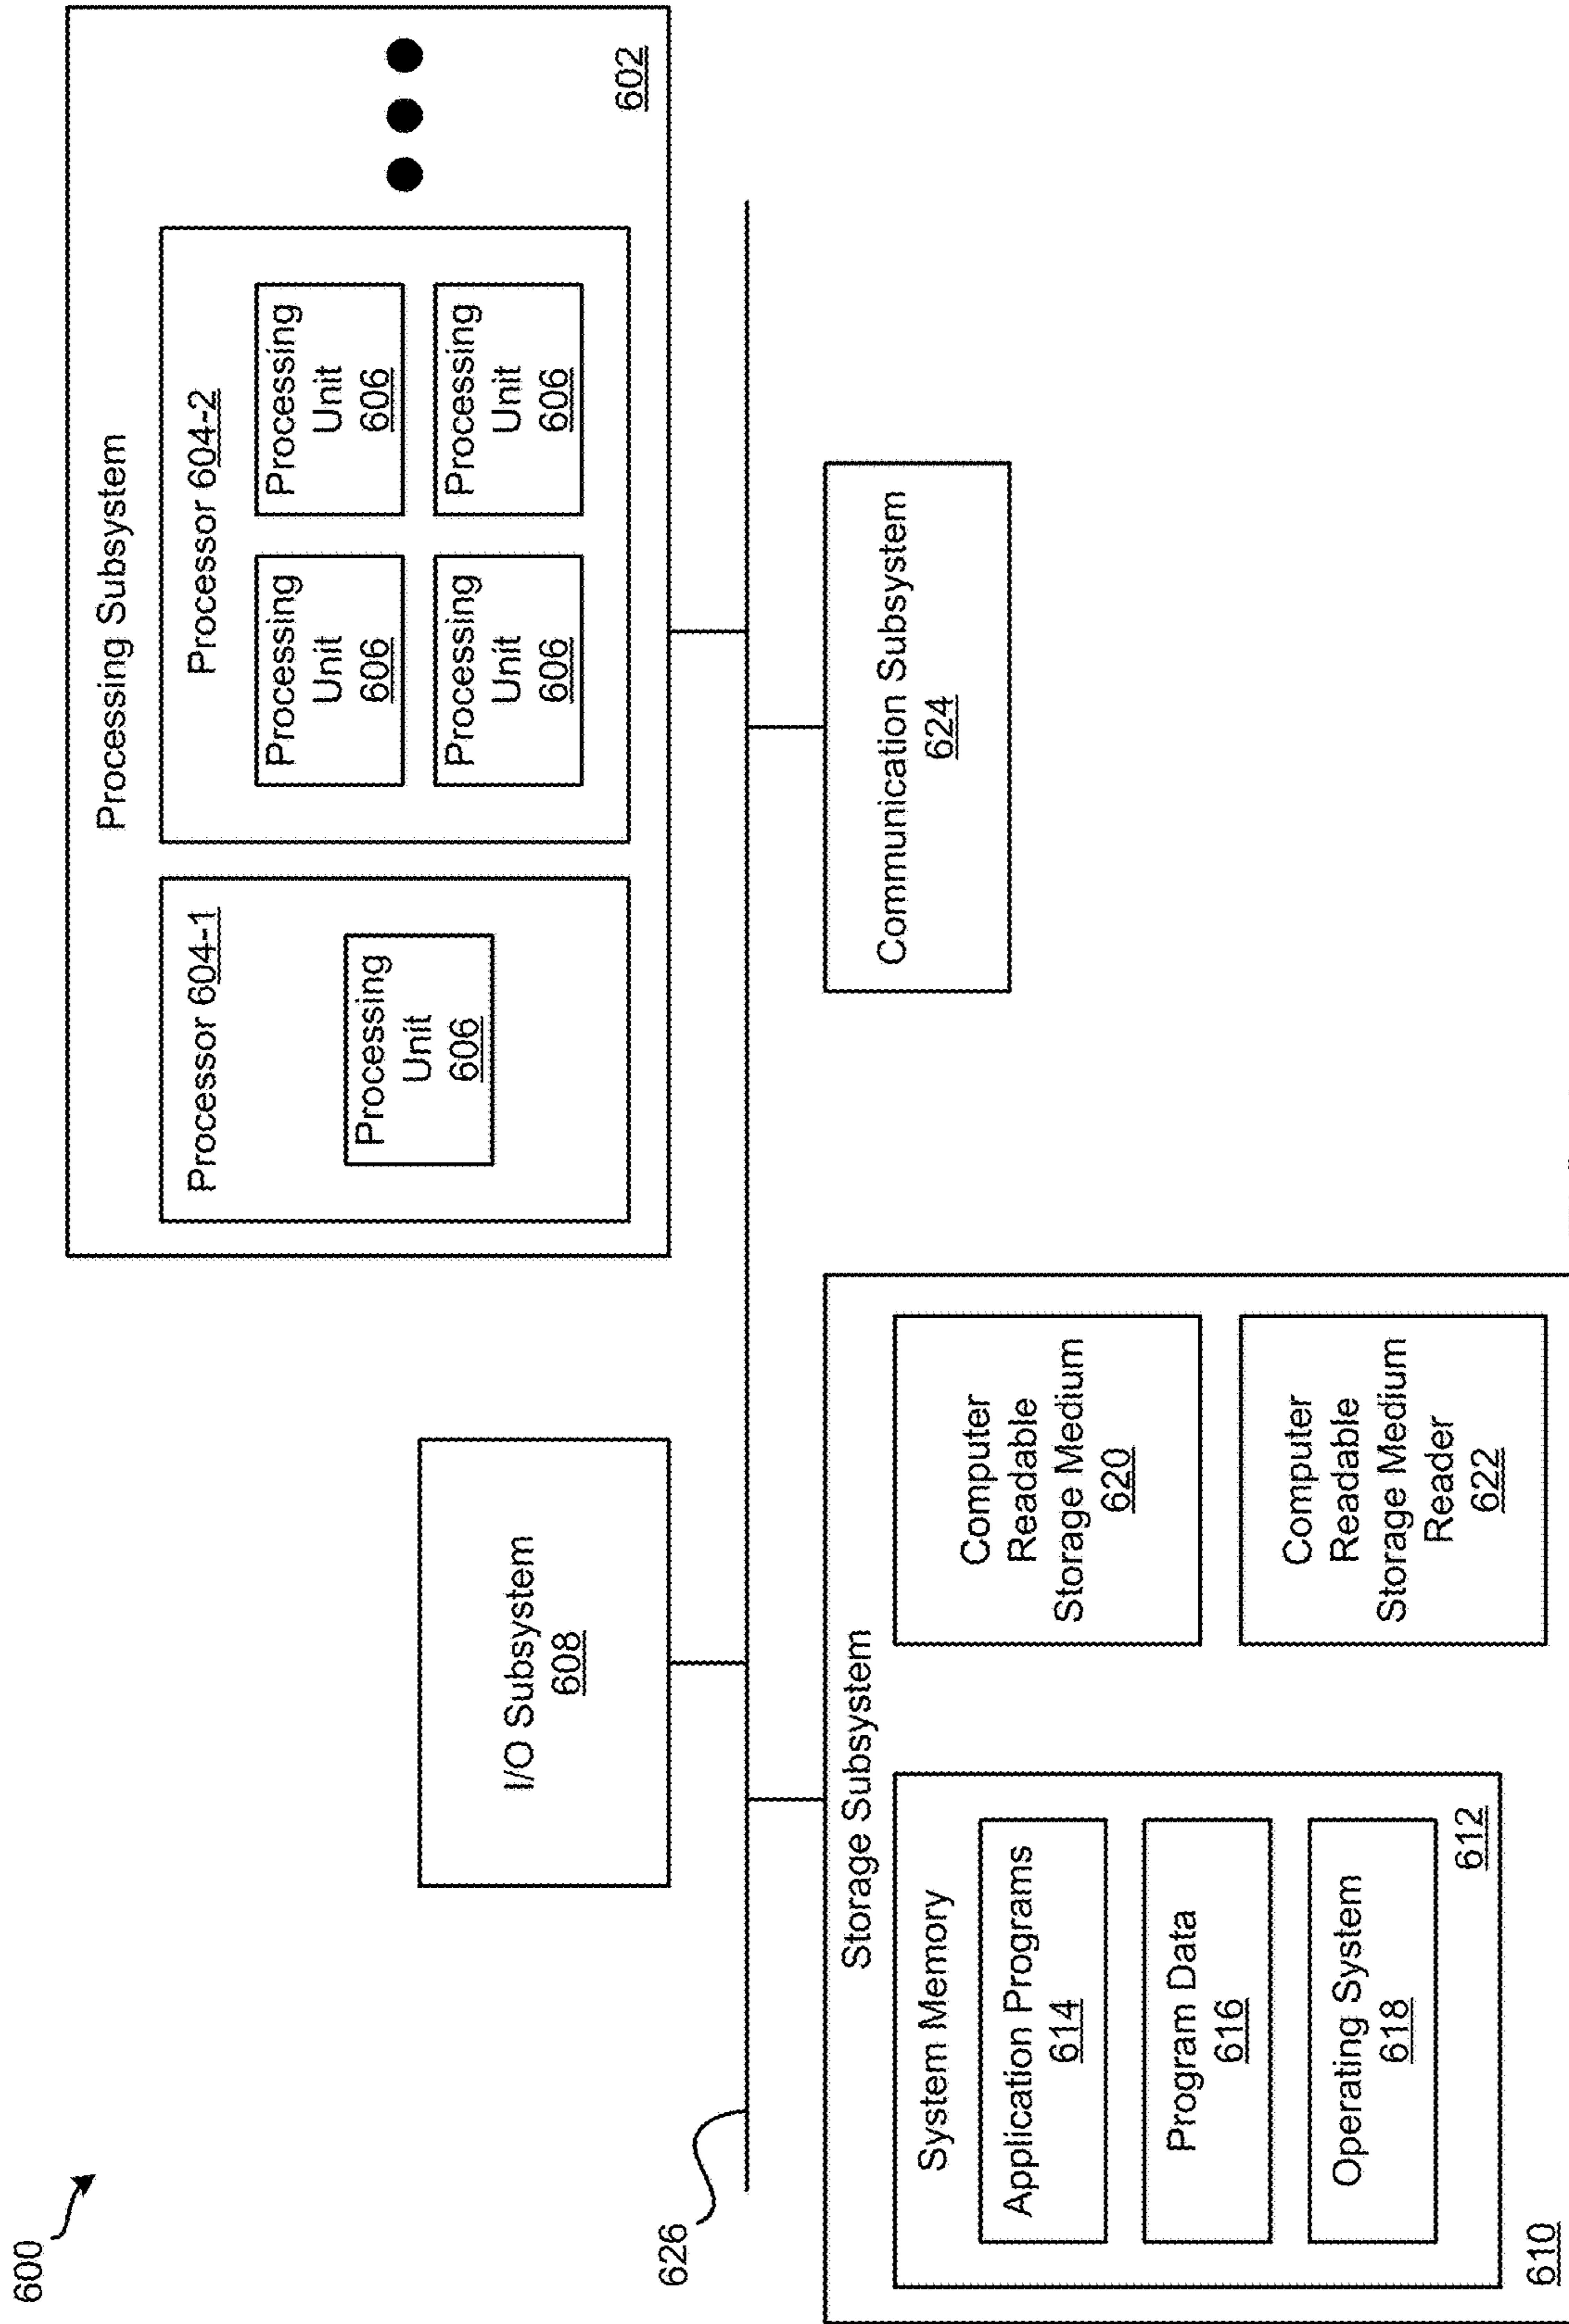 600
I/O Subsystem
608
Processing Subsystem
Processor 604-1
Processing
Unit
606
Processor 604-2
Processing
Unit
606
Processing
Unit
606
Processing
Unit
606
Processing
Unit
606
602
626
Storage Subsystem
System Memory
Application Programs
614
Program Data
616
Operating System
618
612
610
Computer
Readable
Storage Medium
620
Computer
Readable
Storage Medium
Reader
622
Communication Subsystem
624